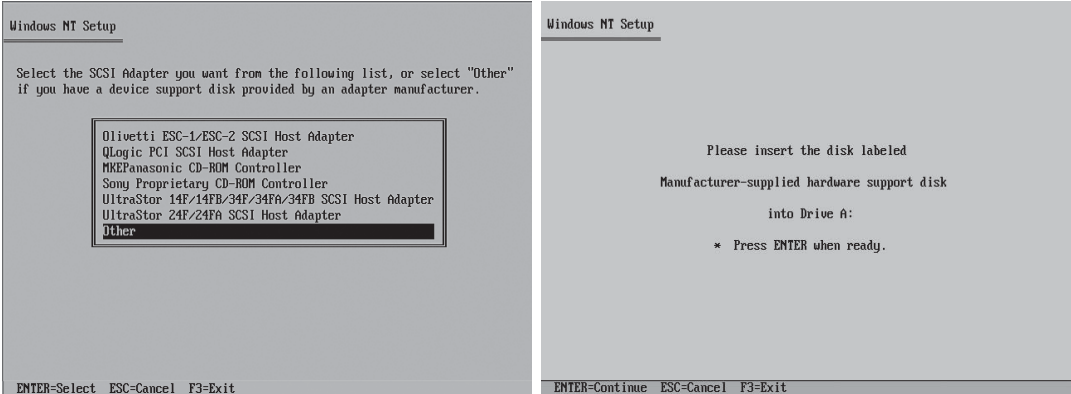 Windows NT Setup
Select the SCSI Adapter you want from the following list, or select "Other"
if you have a device support disk provided by an adapter manufacturer.
Olivetti ESC-1/ESC-2 SCSI Host Adapter
QLogic PCI SCSI Host Adapter
MKEPanasonic CD-ROM Controller
Sony Proprietary CD-ROM Controller
UltraStor 14F/14FB/34F/34FA/34FB SCSI Host Adapter
UltraStor 24F/24FA SCSI Host Adapter
Other
ENTER=Select ESC=Cancel F3=Exit
Windows NT Setup
Please insert the disk labeled
Manufacturer-supplied hardware support disk
into Drive A:
* Press ENTER when ready.
ENTER=Continue ESC=Cancel F3=Exit